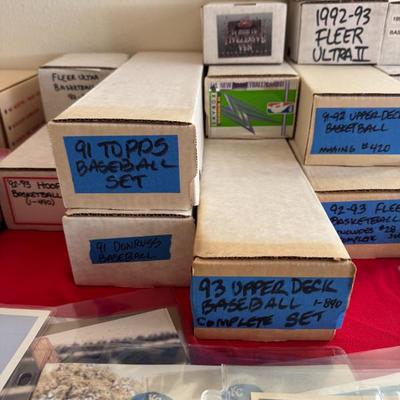 1992-93
FLEER
ULTRA II
FLEER ULTRA
BASKETBALL
91 TOPPS
BASEBALL
SET
91-92 UPPER DECK
BASKETBALL
MISSING #420
92-93 HOOPS
BASKETBALL
(1-490)
91 DONRUSS
BASEBALL
92-93 FLEER
BASKETBALL
93 UPPER DECK
BASEBALL 1-840
COMPLETE SET